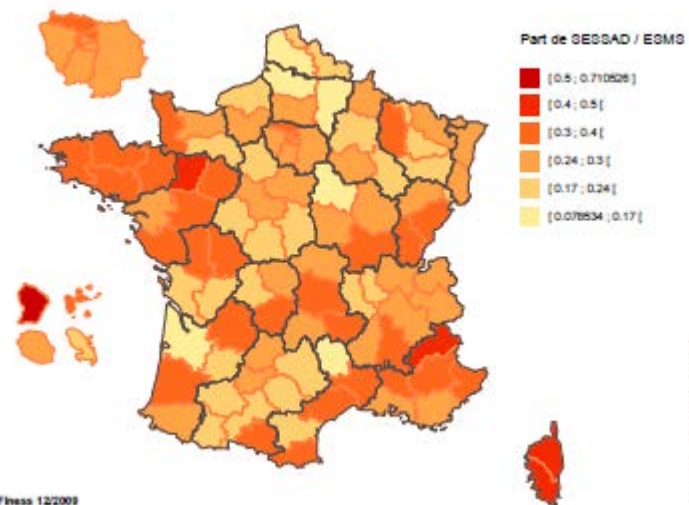 Part de SESSAD / ESMS
[ 0.5 ; 0.710526 ]
[ 0.4 ; 0.5 [
[ 0.3 ; 0.4 [
[ 0.24 ; 0.3 [
[ 0.17 ; 0.24 [
[ 0.078534 ; 0.17 [
Finess 12/2009